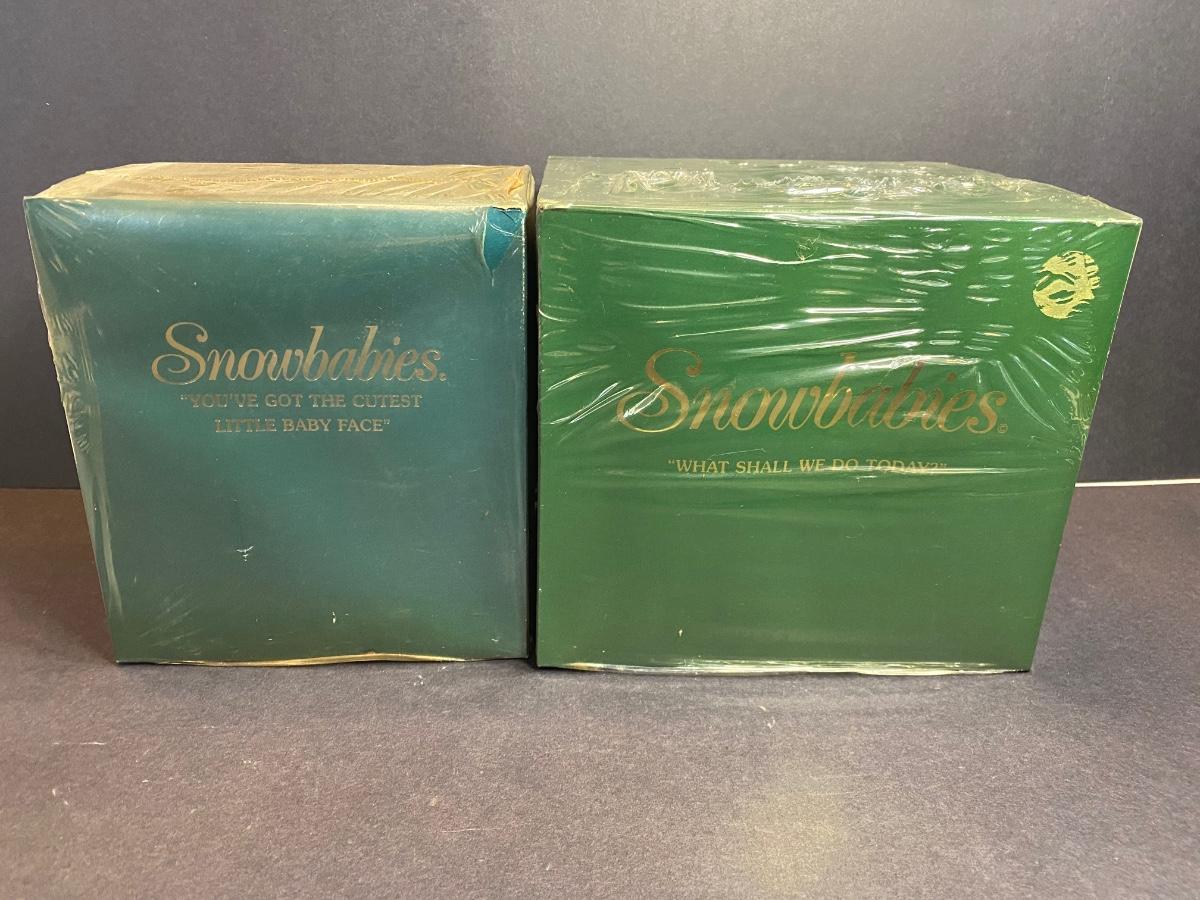 Snowbabies.
"YOU'VE GOT THE CUTEST
LITTLE BABY FACE"
Snowbabies©
"WHAT SHALL WE DO TODAY?"